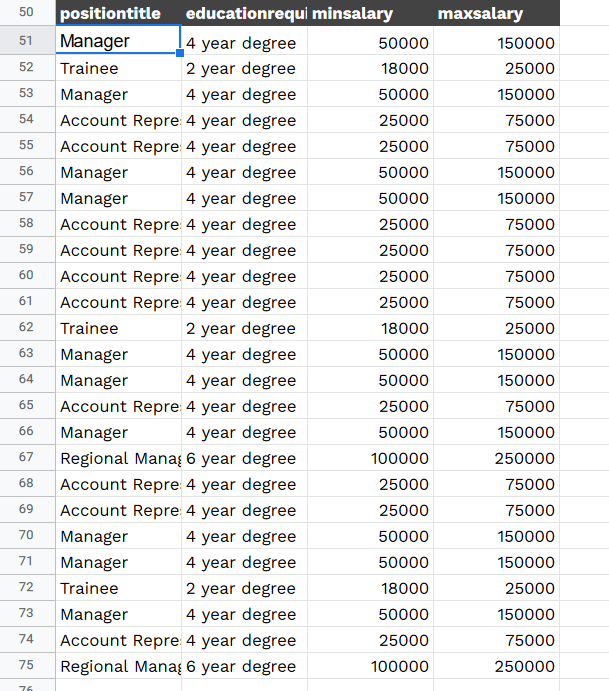 50 positiontitle educationrequi minsalary maxsalary
51 Manager 4 year degree 50000 150000
52 Trainee 2 year degree 18000 25000
53 Manager 4 year degree 50000 150000
54 Account Repre 4 year degree 25000 75000
55 Account Repre 4 year degree 25000 75000
56 Manager 4 year degree 50000 150000
57 Manager 4 year degree 50000 150000
58 Account Repre 4 year degree 25000 75000
59 Account Repre 4 year degree 25000 75000
60 Account Repre 4 year degree 25000 75000
61 Account Repre 4 year degree 25000 75000
62 Trainee 2 year degree 18000 25000
63 Manager 4 year degree 50000 150000
64 Manager 4 year degree 50000 150000
65 Account Repre 4 year degree 25000 75000
66 Manager 4 year degree 50000 150000
67 Regional Manag 6 year degree 100000 250000
68 Account Repre 4 year degree 25000 75000
69 Account Repre 4 year degree 25000 75000
70 Manager 4 year degree 50000 150000
71 Manager 4 year degree 50000 150000
72 Trainee 2 year degree 18000 25000
73 Manager 4 year degree 50000 150000
74 Account Repre 4 year degree 25000 75000
75 Regional Manag 6 year degree 100000 250000
76